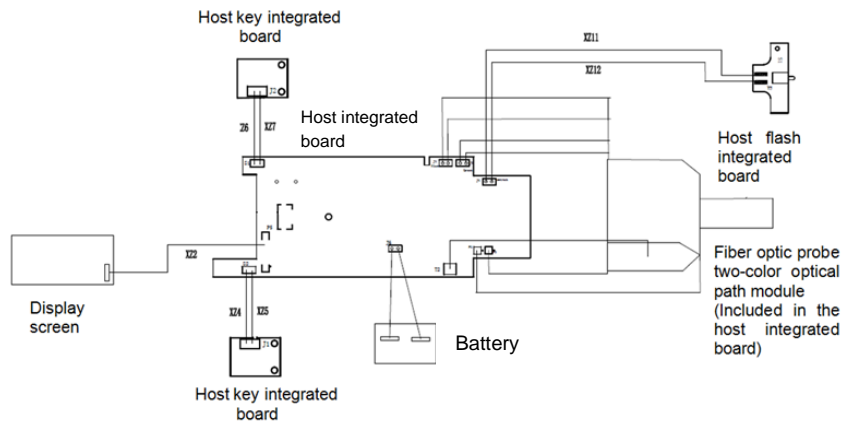 Host key integrated
board
XZ11
XZ12
J2
Z6
XZ7
Host integrated
board
Host flash
integrated
board
XZ2
Display
screen
XZ4
XZ5
J1
Battery
Fiber optic probe
two-color optical
path module
(Included in the
host integrated
board)
Host key integrated
board